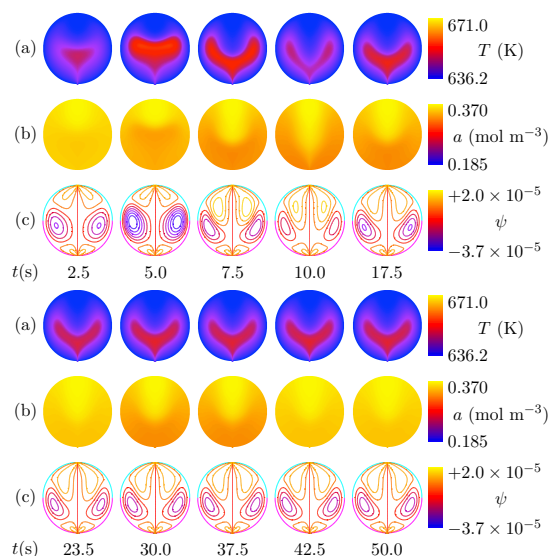 671.0
(a) T (K)
636.2
0.370
(b) a (mol m⁻³)
0.185
+2.0 × 10⁻⁵
(c) ψ
−3.7 × 10⁻⁵
t(s) 2.5 5.0 7.5 10.0 17.5
671.0
(a) T (K)
636.2
0.370
(b) a (mol m⁻³)
0.185
+2.0 × 10⁻⁵
(c) ψ
−3.7 × 10⁻⁵
t(s) 23.5 30.0 37.5 42.5 50.0